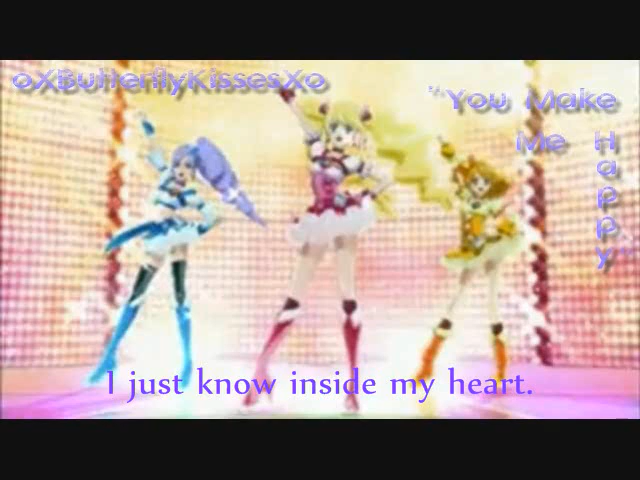 oXButterflyKissesXo
"You Make
Me Happy"
I just know inside my heart.